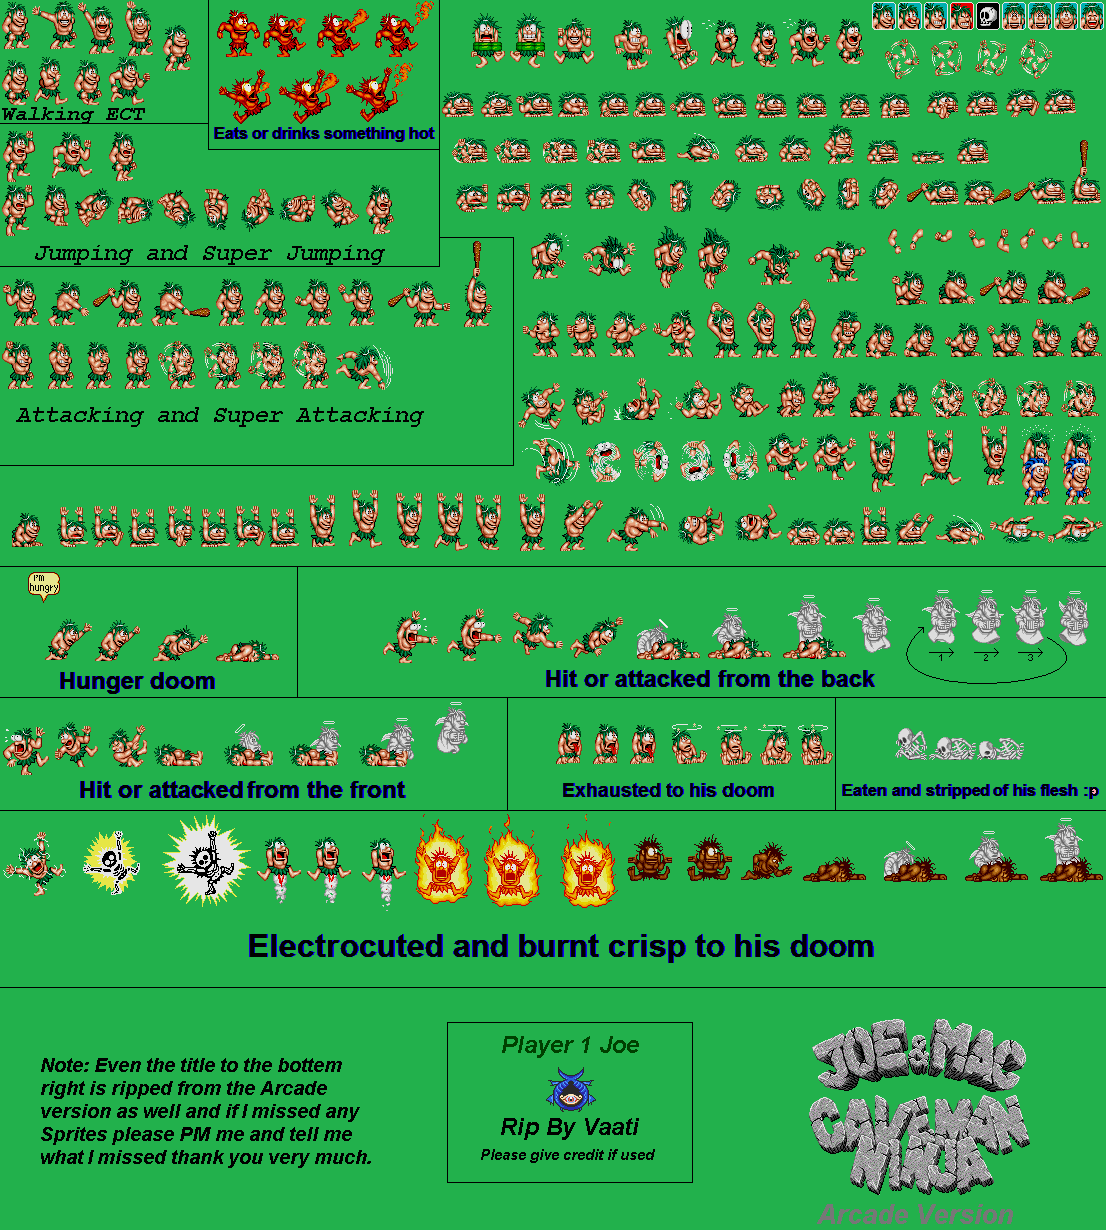 Walking ECT
Eats or drinks something hot
Jumping and Super Jumping
Attacking and Super Attacking
I'm
hungry
Hunger doom
Hit or attacked from the back
1 2 3
Hit or attacked from the front
Exhausted to his doom
Eaten and stripped of his flesh :p
Electrocuted and burnt crisp to his doom
Note: Even the title to the bottem
right is ripped from the Arcade
version as well and if I missed any
Sprites please PM me and tell me
what I missed thank you very much.
Player 1 Joe
Rip By Vaati
Please give credit if used
JOE & MAC
CAVEMAN
NINJA
Arcade Version